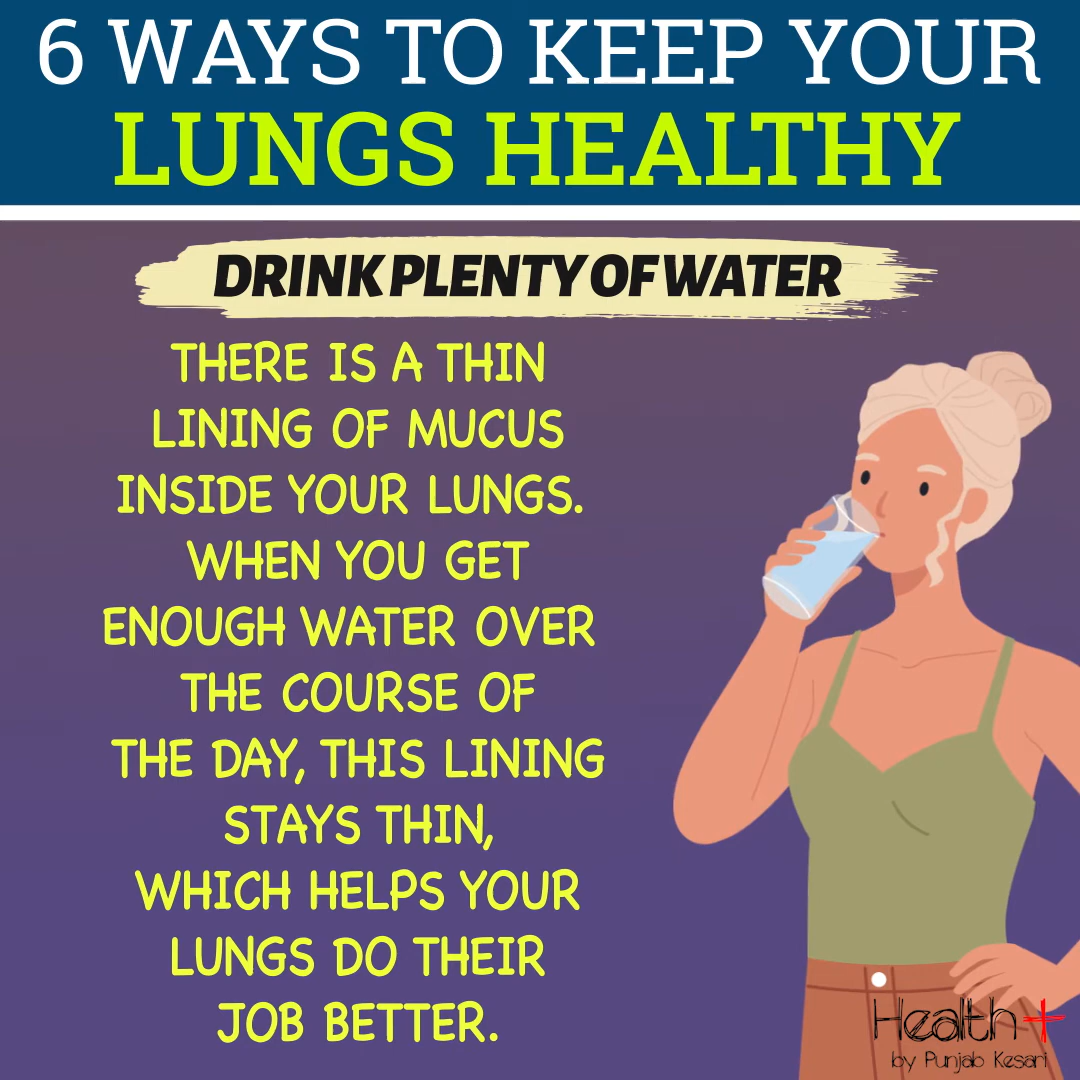 6 WAYS TO KEEP YOUR
LUNGS HEALTHY
DRINK PLENTY OF WATER
THERE IS A THIN
LINING OF MUCUS
INSIDE YOUR LUNGS.
WHEN YOU GET
ENOUGH WATER OVER
THE COURSE OF
THE DAY, THIS LINING
STAYS THIN,
WHICH HELPS YOUR
LUNGS DO THEIR
JOB BETTER.
Health+
by Punjab Kesari